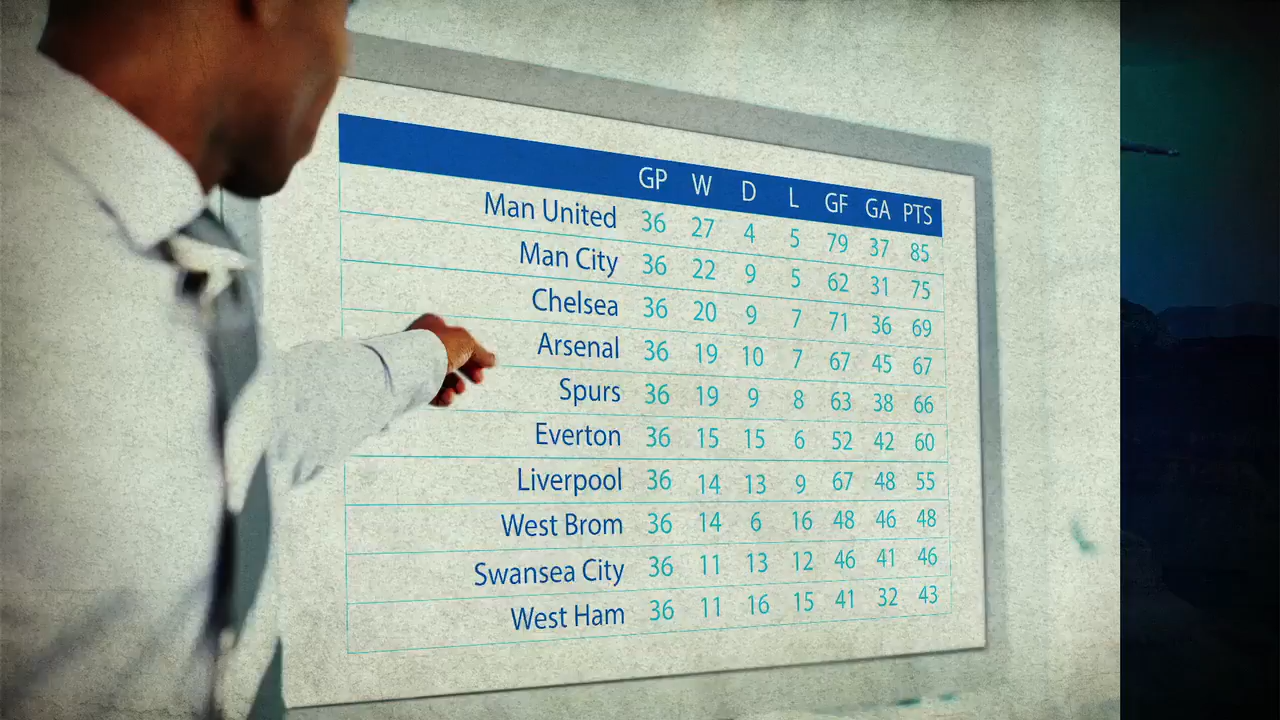 GP W D L GF GA PTS
Man United 36 27 4 5 79 37 85
Man City 36 22 9 5 62 31 75
Chelsea 36 20 9 7 71 36 69
Arsenal 36 19 10 7 67 45 67
Spurs 36 19 9 8 63 38 66
Everton 36 15 15 6 52 42 60
Liverpool 36 14 13 9 67 48 55
West Brom 36 14 6 16 48 46 48
Swansea City 36 11 13 12 46 41 46
West Ham 36 11 16 15 41 32 43